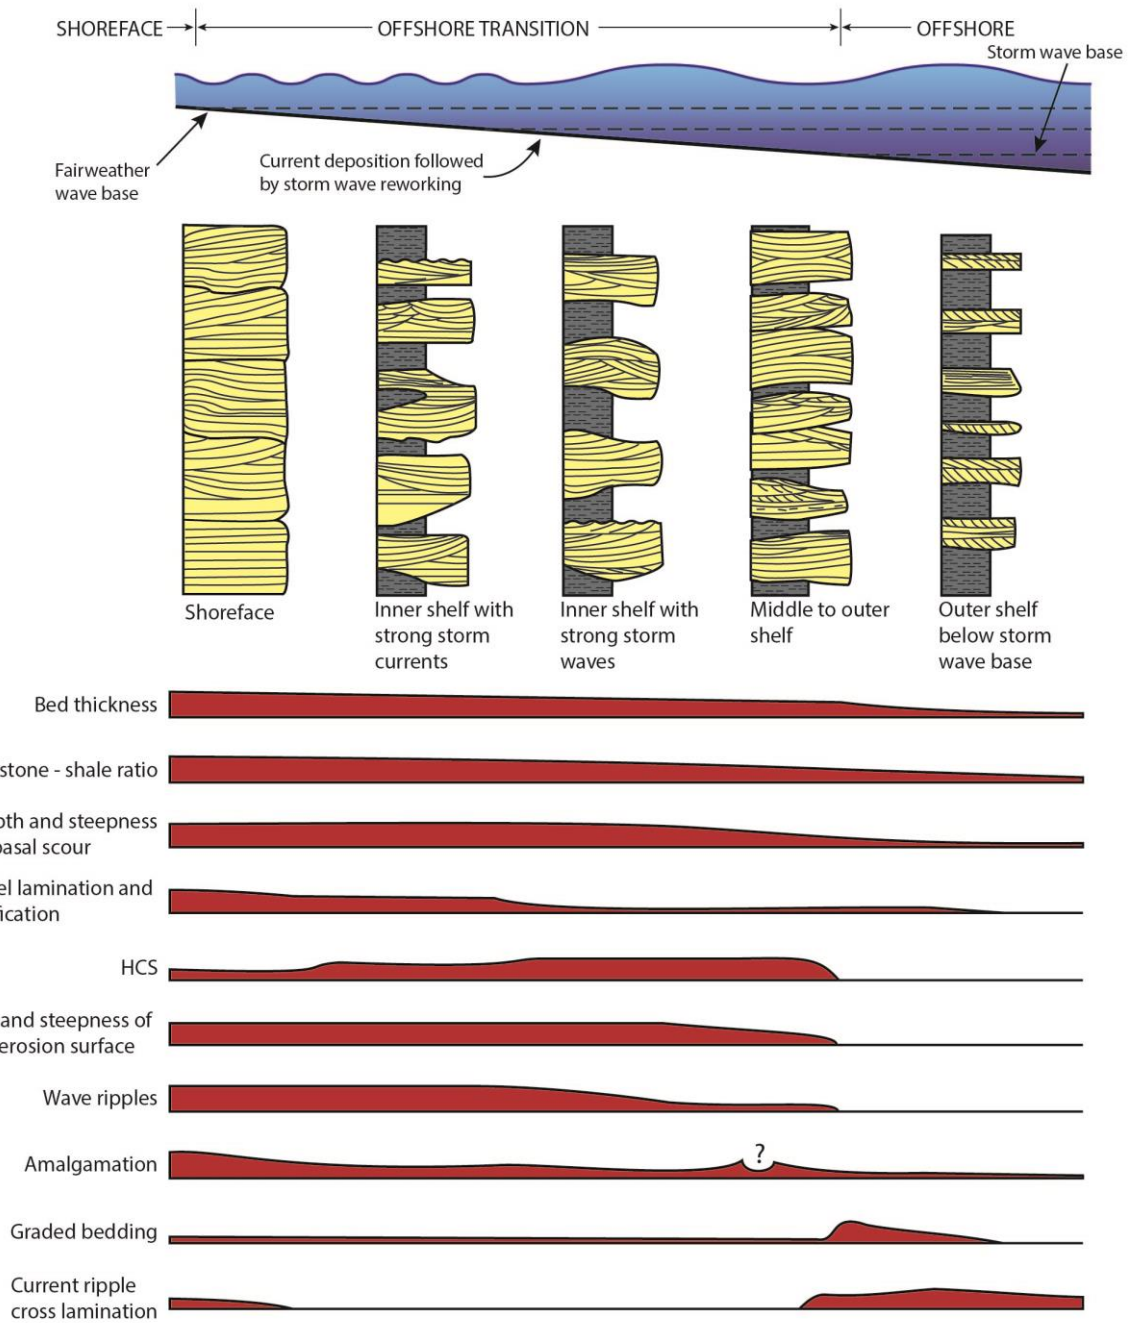 SHOREFACE
OFFSHORE TRANSITION
OFFSHORE
Storm wave base
Fairweather
wave base
Current deposition followed
by storm wave reworking
Shoreface
Inner shelf with
strong storm
currents
Inner shelf with
strong storm
waves
Middle to outer
shelf
Outer shelf
below storm
wave base
Bed thickness
stone - shale ratio
and steepness
basal scour
lamination and
HCS
and steepness of
erosion surface
Wave ripples
Amalgamation
?
Graded bedding
Current ripple
cross lamination